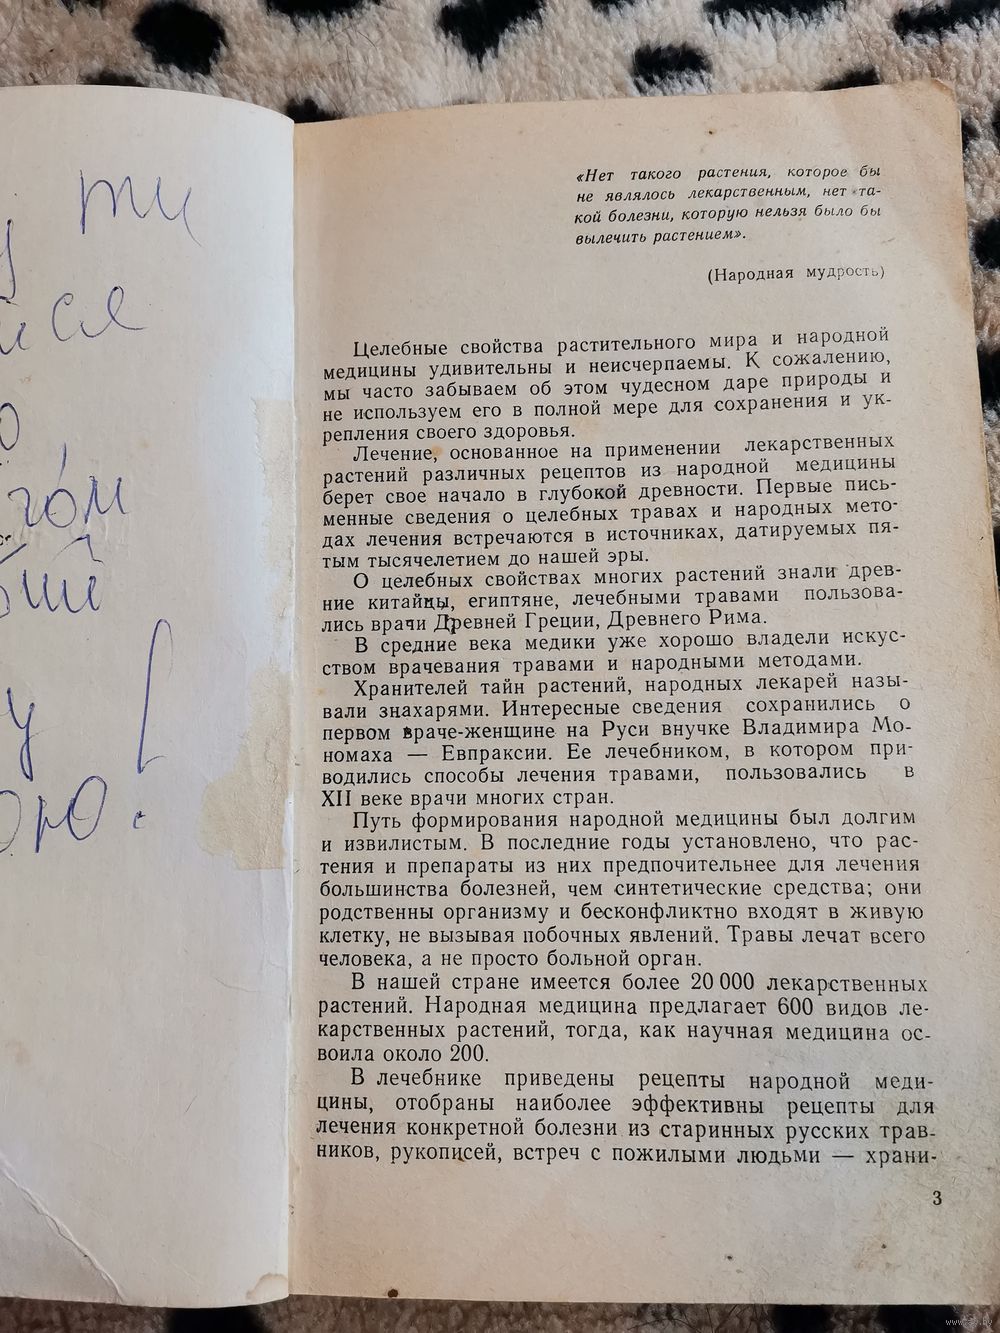 «Нет такого растения, которое бы
не являлось лекарственным, нет та-
кой болезни, которую нельзя было бы
вылечить растением».
(Народная мудрость)
Целебные свойства растительного мира и народной
медицины удивительны и неисчерпаемы. К сожалению,
мы часто забываем об этом чудесном даре природы и
не используем его в полной мере для сохранения и ук-
репления своего здоровья.
Лечение, основанное на применении лекарственных
растений различных рецептов из народной медицины
берет свое начало в глубокой древности. Первые пись-
менные сведения о целебных травах и народных мето-
дах лечения встречаются в источниках, датируемых пя-
тым тысячелетием до нашей эры.
О целебных свойствах многих растений знали древ-
ние китайцы, египтяне, лечебными травами пользова-
лись врачи Древней Греции, Древнего Рима.
В средние века медики уже хорошо владели искус-
ством врачевания травами и народными методами.
Хранителей тайн растений, народных лекарей назы-
вали знахарями. Интересные сведения сохранились о
первом враче-женщине на Руси внучке Владимира Мо-
номаха — Евпраксии. Ее лечебником, в котором при-
водились способы лечения травами, пользовались в
XII веке врачи многих стран.
Путь формирования народной медицины был долгим
и извилистым. В последние годы установлено, что рас-
тения и препараты из них предпочительнее для лечения
большинства болезней, чем синтетические средства; они
родственны организму и бесконфликтно входят в живую
клетку, не вызывая побочных явлений. Травы лечат всего
человека, а не просто больной орган.
В нашей стране имеется более 20 000 лекарственных
растений. Народная медицина предлагает 600 видов ле-
карственных растений, тогда, как научная медицина ос-
воила около 200.
В лечебнике приведены рецепты народной меди-
цины, отобраны наиболее эффективны рецепты для
лечения конкретной болезни из старинных русских трав-
ников, рукописей, встреч с пожилыми людьми — храни-
3